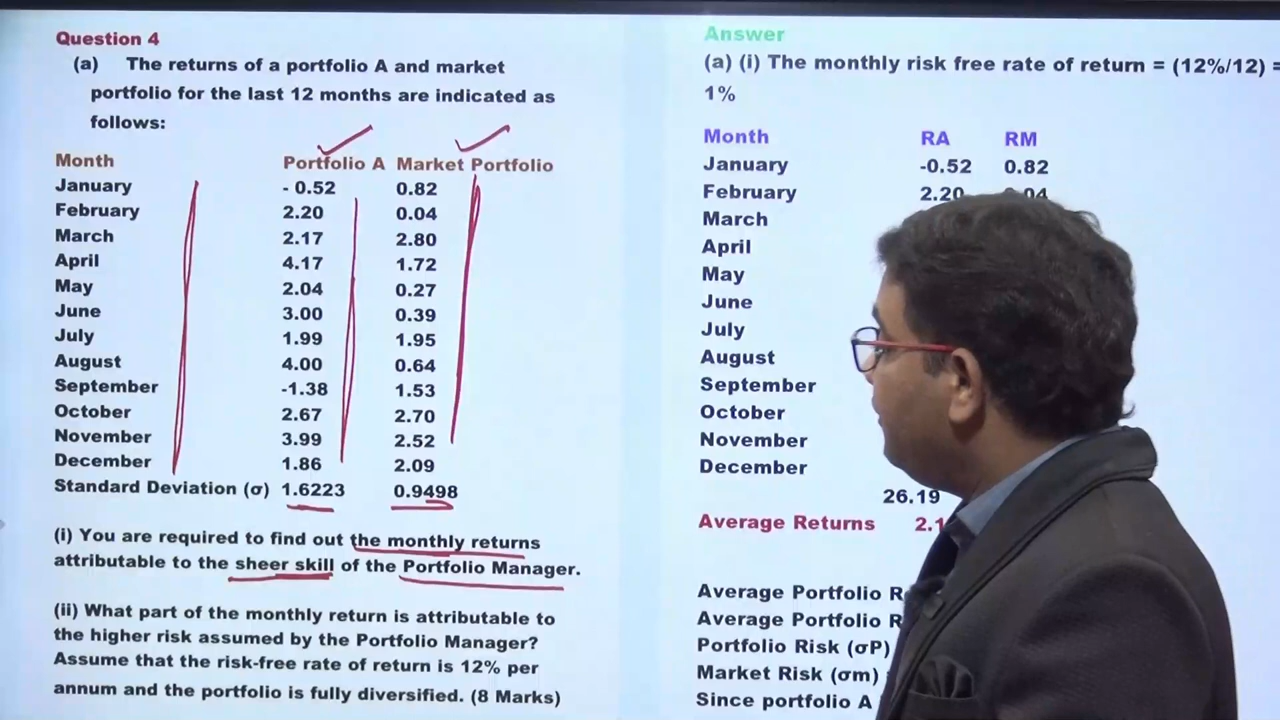 Question 4
(a) The returns of a portfolio A and market
portfolio for the last 12 months are indicated as
follows:
Month Portfolio A Market Portfolio
January - 0.52 0.82
February 2.20 0.04
March 2.17 2.80
April 4.17 1.72
May 2.04 0.27
June 3.00 0.39
July 1.99 1.95
August 4.00 0.64
September -1.38 1.53
October 2.67 2.70
November 3.99 2.52
December 1.86 2.09
Standard Deviation (σ) 1.6223 0.9498
(i) You are required to find out the monthly returns
attributable to the sheer skill of the Portfolio Manager.
(ii) What part of the monthly return is attributable to
the higher risk assumed by the Portfolio Manager?
Assume that the risk-free rate of return is 12% per
annum and the portfolio is fully diversified. (8 Marks)
Answer
(a) (i) The monthly risk free rate of return = (12%/12) =
1%
Month RA RM
January -0.52 0.82
February 2.20 0.04
March
April
May
June
July
August
September
October
November
December
26.19
Average Returns 2.1
Average Portfolio R
Average Portfolio R
Portfolio Risk (σP)
Market Risk (σm)
Since portfolio A